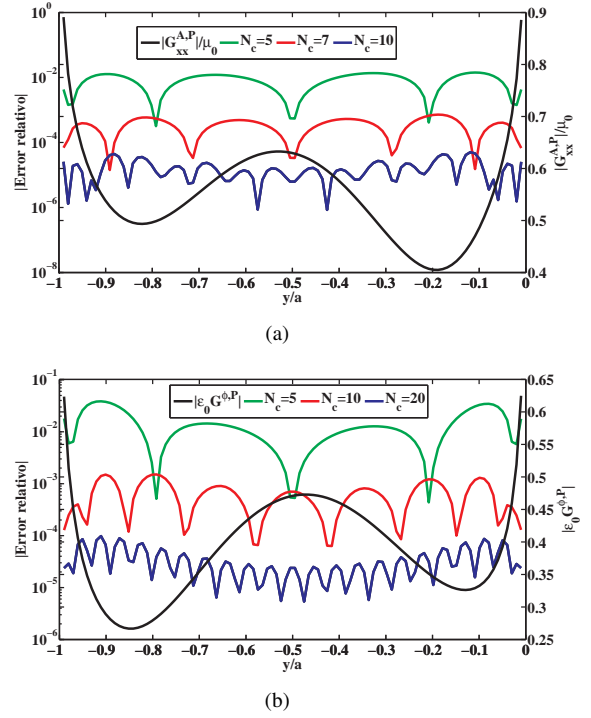 |G_xx^{A,P}|/μ_0 N_c=5 N_c=7 N_c=10
10^0
10^−2
10^−4
10^−6
10^−8
|Error relativo|
0.9
0.8
0.7
0.6
0.5
0.4
|G_xx^{A,P}|/μ_0
−1 −0.9 −0.8 −0.7 −0.6 −0.5 −0.4 −0.3 −0.2 −0.1 0
y/a
(a)
|ε_0G^{ϕ,P}| N_c=5 N_c=10 N_c=20
10^−1
10^−2
10^−3
10^−4
10^−5
10^−6
|Error relativo|
0.65
0.6
0.55
0.5
0.45
0.4
0.35
0.3
0.25
|ε_0G^{ϕ,P}|
−1 −0.9 −0.8 −0.7 −0.6 −0.5 −0.4 −0.3 −0.2 −0.1 0
y/a
(b)